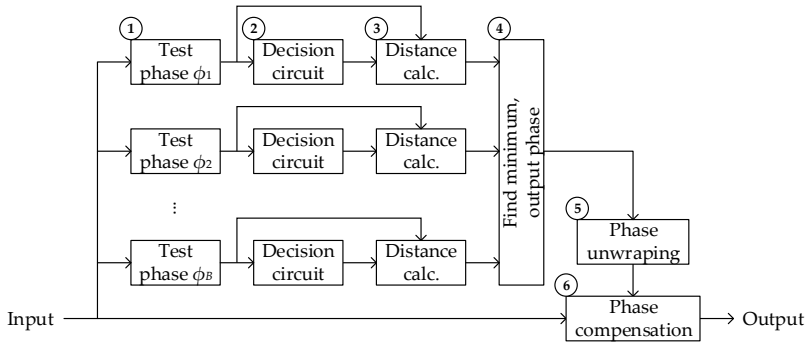 1
2
3
4
Test
phase ϕ1
Decision
circuit
Distance
calc.
Test
phase ϕ2
Decision
circuit
Distance
calc.
...
Test
phase ϕB
Decision
circuit
Distance
calc.
Find minimum,
output phase
5
Phase
unwraping
6
Phase
compensation
Input
Output